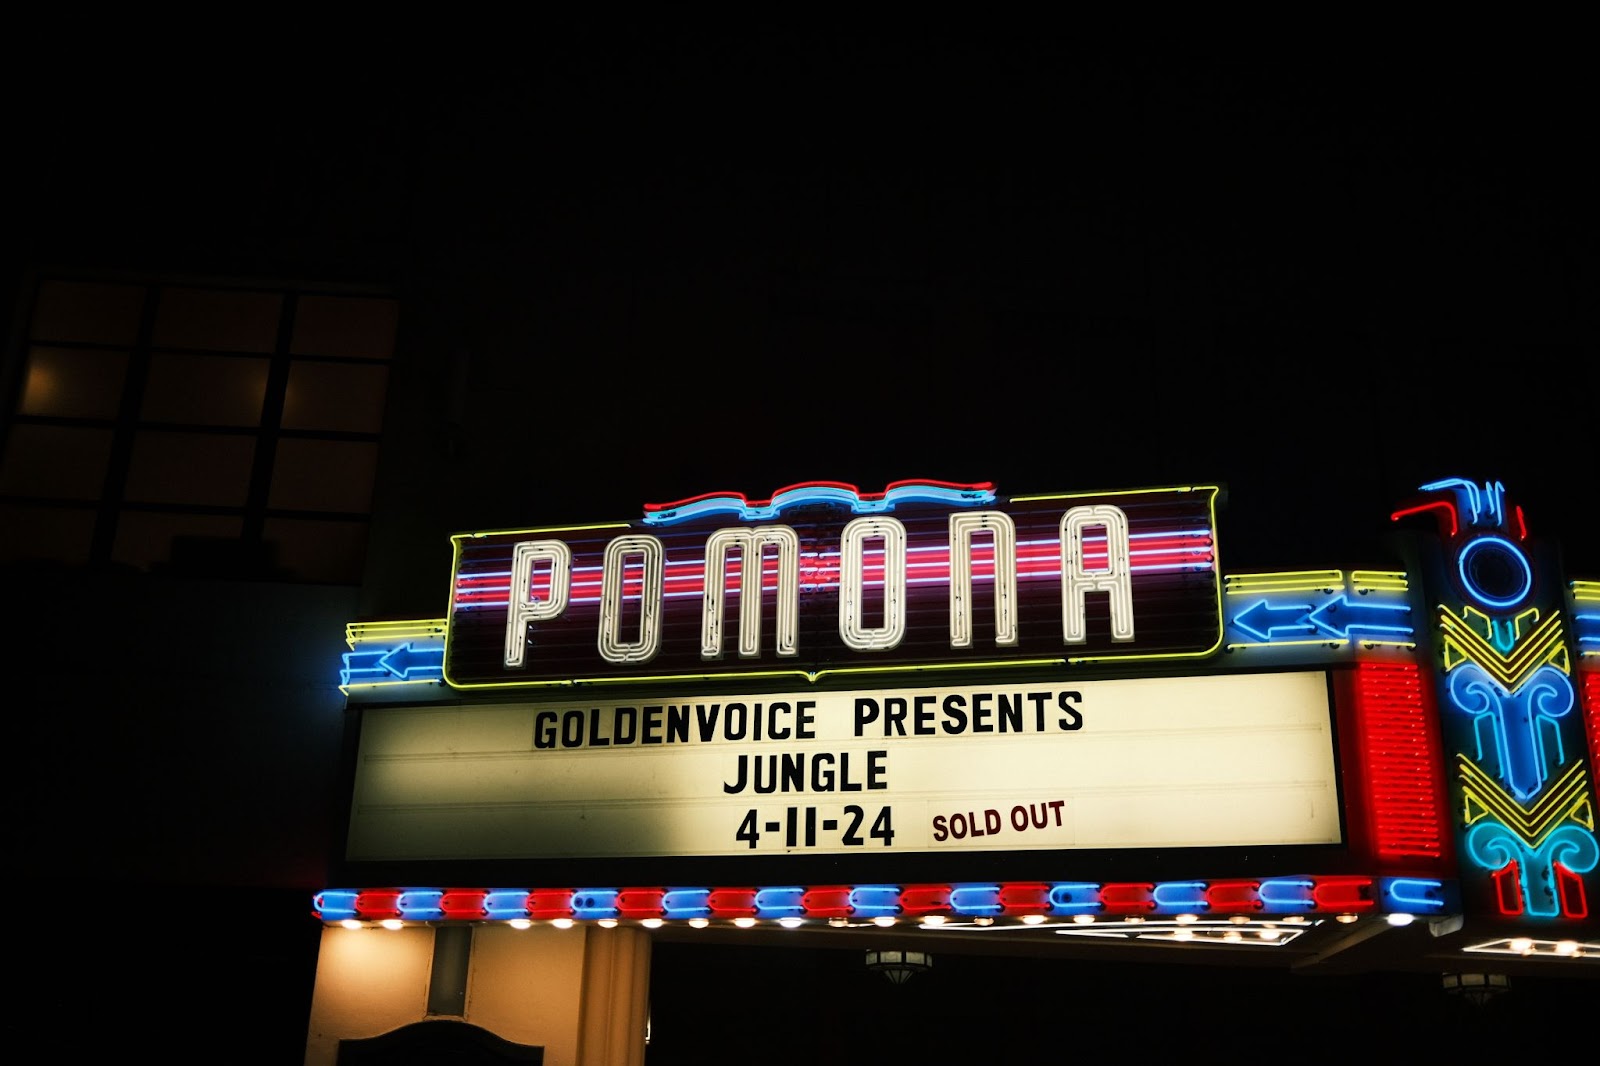 POMONA
GOLDENVOICE PRESENTS
JUNGLE
4-11-24 SOLD OUT